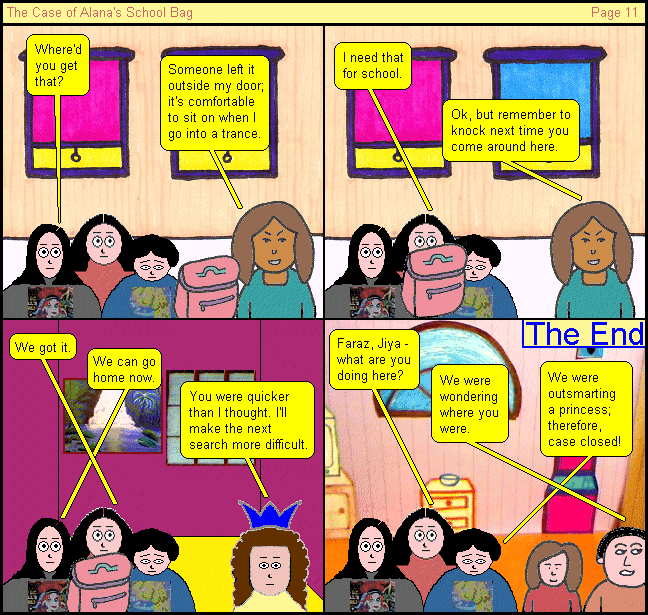 The Case of Alana's School Bag
Page 11
Where'd
you get
that?
Someone left it
outside my door;
it's comfortable
to sit on when I
go into a trance.
I need that
for school.
Ok, but remember to
knock next time you
come around here.
We got it.
We can go
home now.
You were quicker
than I thought. I'll
make the next
search more difficult.
The End
Faraz, Jiya -
what are you
doing here?
We were
wondering
where you
were.
We were
outsmarting
a princess;
therefore,
case closed!